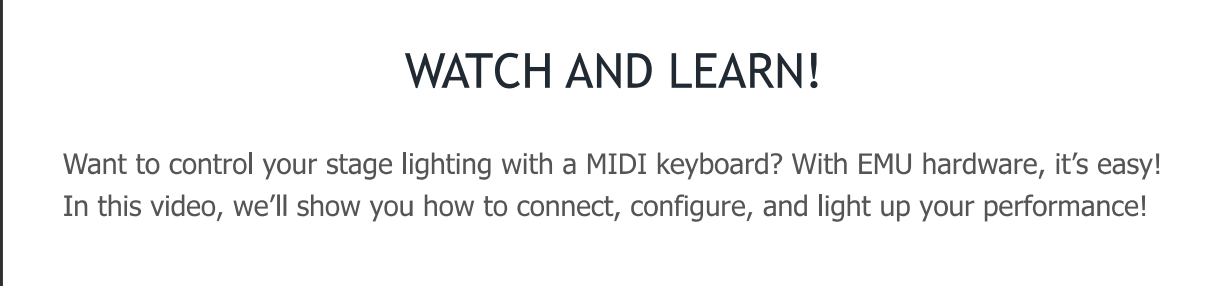 WATCH AND LEARN!
Want to control your stage lighting with a MIDI keyboard? With EMU hardware, it’s easy!
In this video, we’ll show you how to connect, configure, and light up your performance!